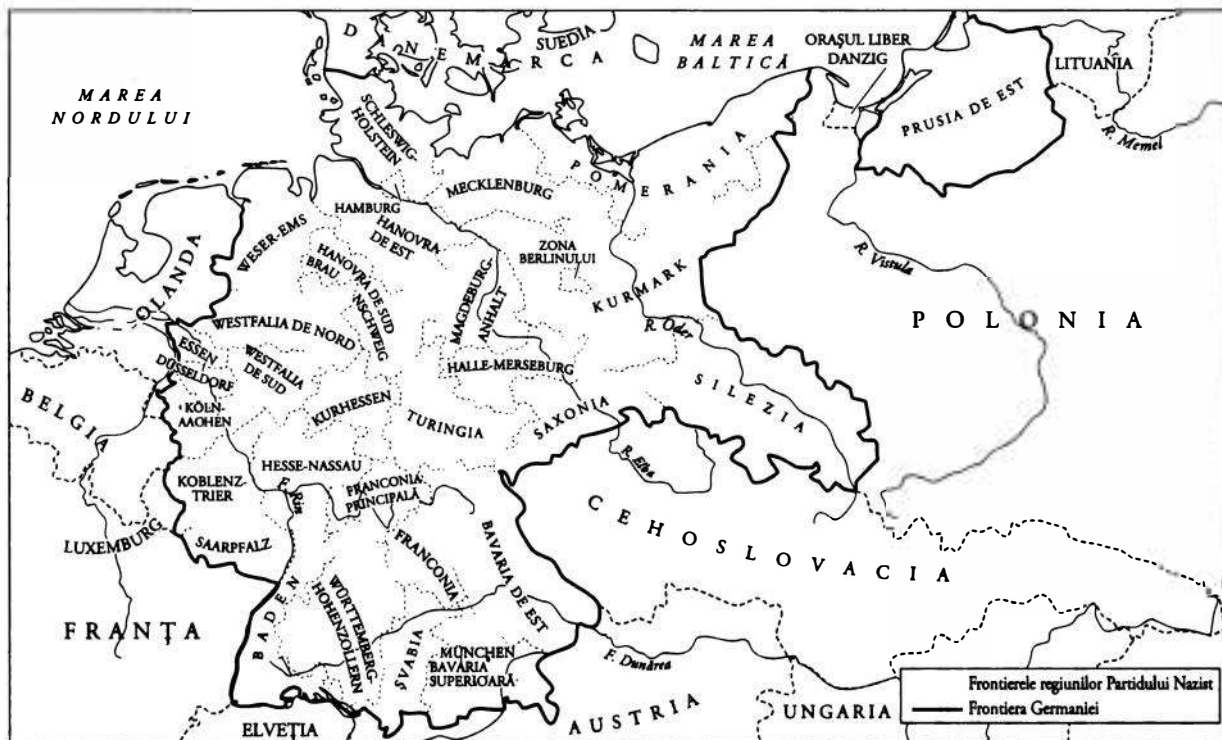 DANEMARCA
SUEDIA
MAREA
BALTICĂ
ORAȘUL LIBER
DANZIG
LITUANIA
MAREA
NORDULUI
PRUSIA DE EST
R. Memel
SCHLESWIG-
HOLSTEIN
POMERANIA
MECKLENBURG
HAMBURG
HANOVRA
DE EST
WESER-EMS
ZONA
BERLINULUI
R. Vistula
OLANDA
HANOVRA DE SUD
BRAU
NSCHWEIG
MAGDEBURG-
ANHALT
KURMARK
POLONIA
WESTFALIA DE NORD
R. Oder
ESSEN
DÜSSELDORF
WESTFALIA
DE SUD
HALLE-MERSEBURG
SILEZIA
BELGIA
KÖLN-
AAOHEN
KURHESSEN
TURINGIA
SAXONIA
R. Elba
HESSE-NASSAU
KOBLENZ-
TRIER
F. Rin
FRANCONIA
PRINCIPALĂ
CEHOSLOVACIA
LUXEMBURG
SAARPFALZ
FRANCONIA
BAVARIA DE EST
FRANȚA
BADEN
WÜRTTEMBERG-
HOHENZOLLERN
SVABIA
MÜNCHEN
BAVARIA
SUPERIOARĂ
F. Dunărea
ELVEȚIA
AUSTRIA
UNGARIA
Frontierele regiunilor Partidului Nazist
Frontiera Germaniei